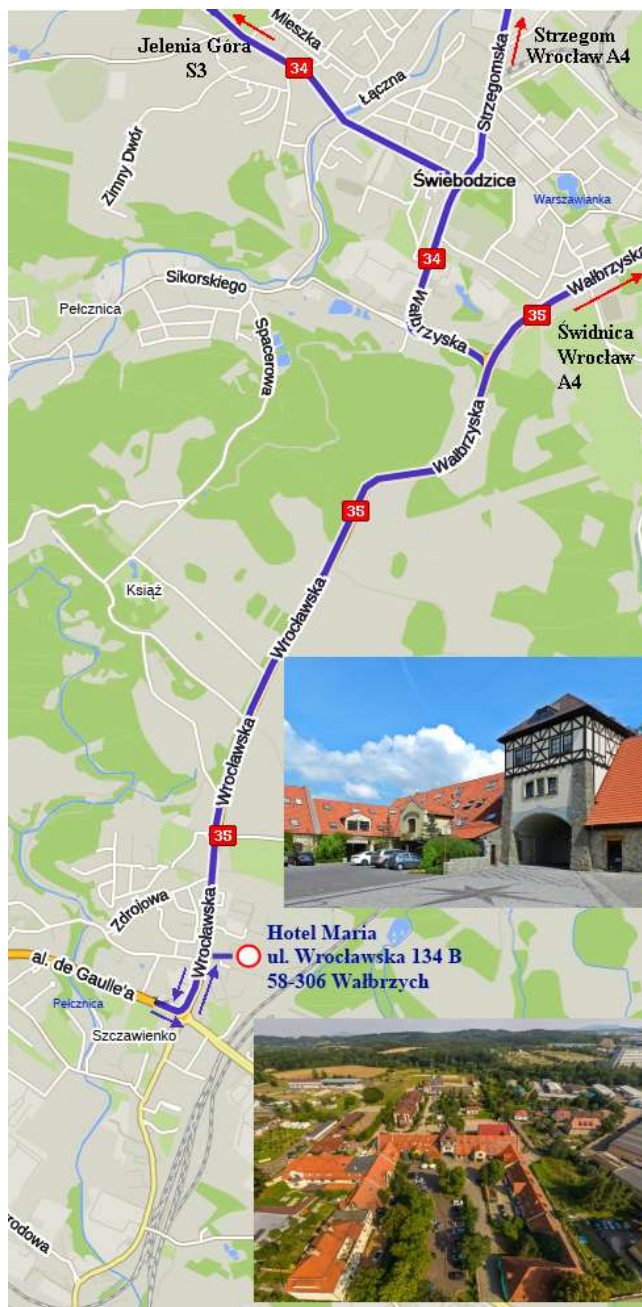 Mieszka
Jelenia Góra
S3
34
Łączna
Strzegom
Wrocław A4
Strzegomska
Zimny Dwór
Świebodzice
Warszawianka
34
Sikorskiego
Wałbrzyska
Wałbrzyska
35
Pełcznica
Spacerowa
Świdnica
Wrocław
A4
Wałbrzyska
35
Wrocławska
Książ
Wrocławska
35
Zdrojowa
Wrocławska
Hotel Maria
ul. Wrocławska 134 B
58-306 Wałbrzych
al. de Gaulle'a
Pełcznica
Szczawienko
rodowa